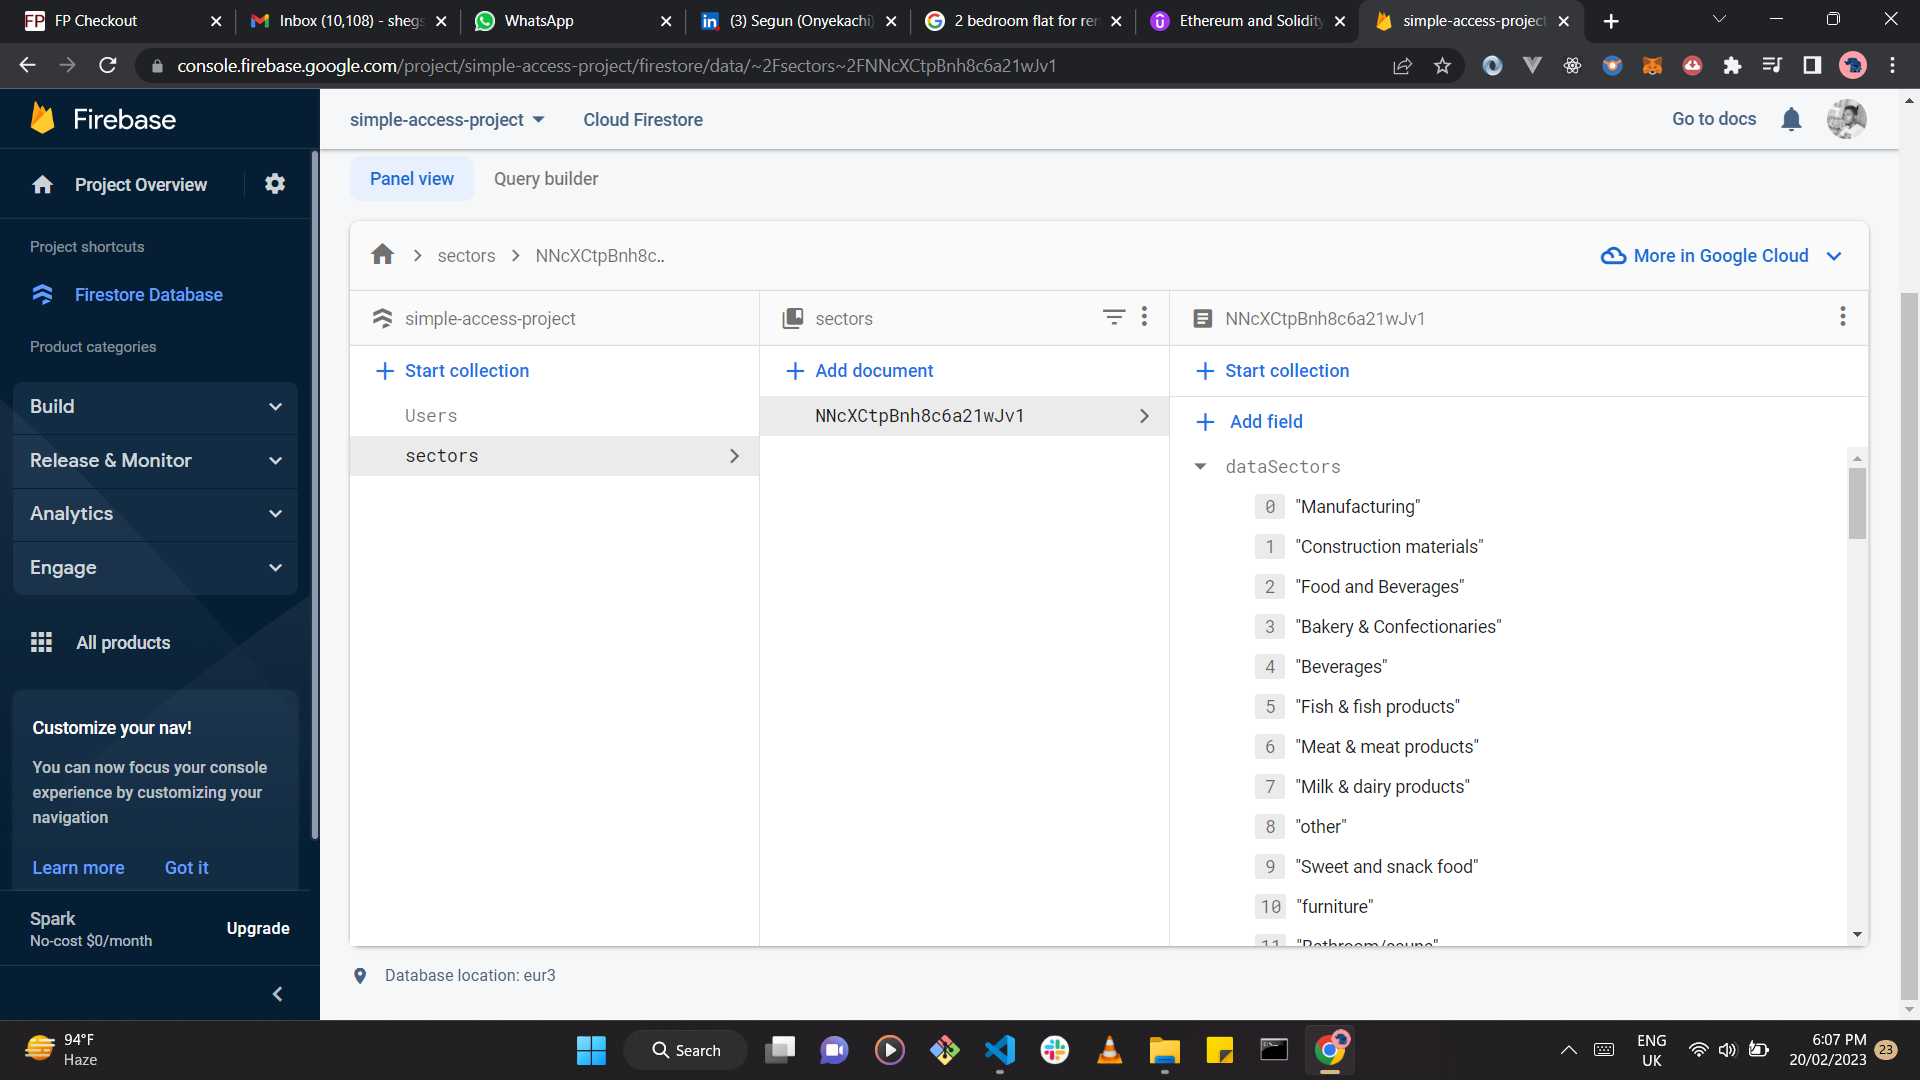 FP Checkout
Inbox (10,108) - shegs
WhatsApp
(3) Segun (Onyekachi)
2 bedroom flat for ren
Ethereum and Solidity
simple-access-project
console.firebase.google.com/project/simple-access-project/firestore/data/~2Fsectors~2FNNcXCtpBnh8c6a21wJv1
Firebase
simple-access-project
Cloud Firestore
Go to docs
Project Overview
Panel view
Query builder
Project shortcuts
Firestore Database
Product categories
Build
Release & Monitor
Analytics
Engage
All products
Customize your nav!
You can now focus your console
experience by customizing your
navigation
Learn more
Got it
Spark
No-cost $0/month
Upgrade
sectors
NNcXCtpBnh8c..
More in Google Cloud
simple-access-project
Start collection
Users
sectors
sectors
Add document
NNcXCtpBnh8c6a21wJv1
NNcXCtpBnh8c6a21wJv1
Start collection
Add field
dataSectors
0 "Manufacturing"
1 "Construction materials"
2 "Food and Beverages"
3 "Bakery & Confectionaries"
4 "Beverages"
5 "Fish & fish products"
6 "Meat & meat products"
7 "Milk & dairy products"
8 "other"
9 "Sweet and snack food"
10 "furniture"
11 "Bathroom/sauna"
Database location: eur3
94°F
Haze
Search
ENG
UK
6:07 PM
20/02/2023
23